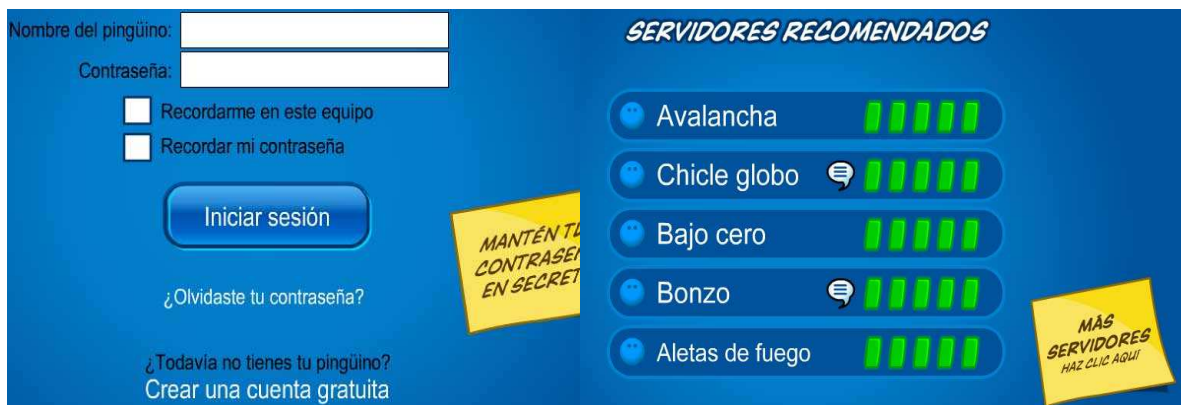 Nombre del pingüino:
Contraseña:
Recordarme en este equipo
Recordar mi contraseña
Iniciar sesión
MANTÉN
EN
¿Olvidaste tu contraseña?
¿Todavía no tienes tu pingüino?
Crear una cuenta gratuita
SERVIDORES RECOMENDADOS
Avalancha
Chicle globo
Bajo cero
Bonzo
Aletas de fuego
MÁS
SERVIDORES
HAZ CLIC AQUÍ